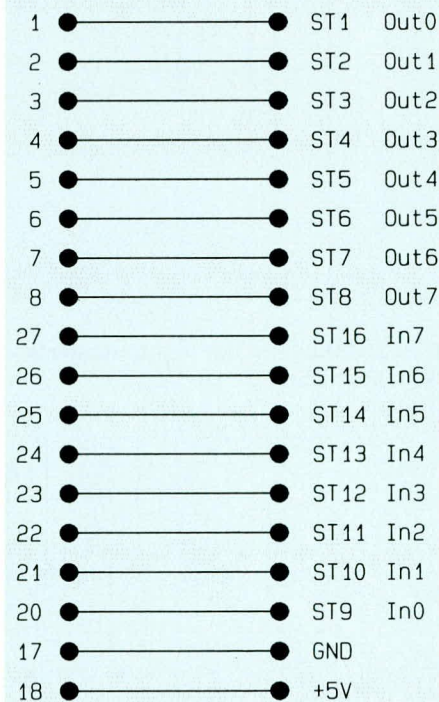 1 ST1 Out0
2 ST2 Out1
3 ST3 Out2
4 ST4 Out3
5 ST5 Out4
6 ST6 Out5
7 ST7 Out6
8 ST8 Out7
27 ST16 In7
26 ST15 In6
25 ST14 In5
24 ST13 In4
23 ST12 In3
22 ST11 In2
21 ST10 In1
20 ST9 In0
17 GND
18 +5V